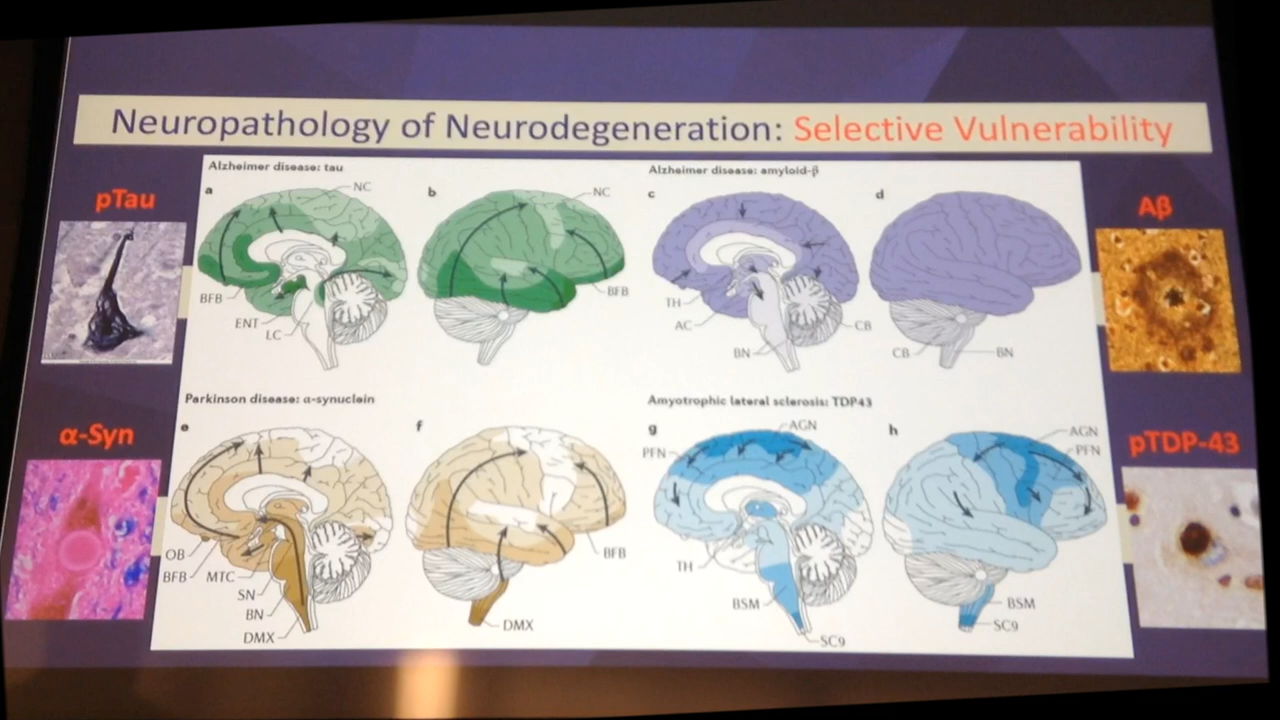 Neuropathology of Neurodegeneration: Selective Vulnerability
pTau
Alzheimer disease: tau
a
NC
b
NC
BFB
ENT
LC
BFB
Alzheimer disease: amyloid-β
c
d
TH
AC
BN
CB
CB
BN
Aβ
α-Syn
Parkinson disease: α-synuclein
e
f
OB
BFB
MTC
SN
BN
DMX
BFB
DMX
Amyotrophic lateral sclerosis: TDP43
g
AGN
PFN
h
AGN
PFN
TH
BSM
SC9
BSM
SC9
pTDP-43